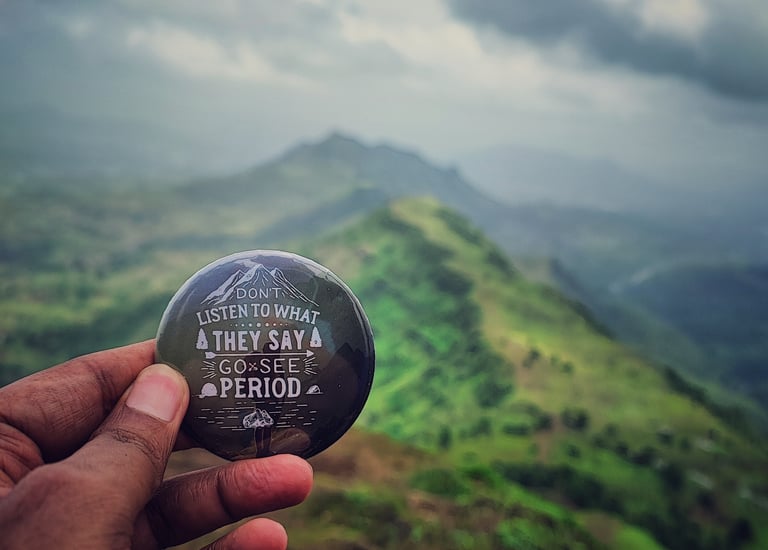 DON'T
LISTEN TO WHAT
THEY SAY
GO SEE
PERIOD